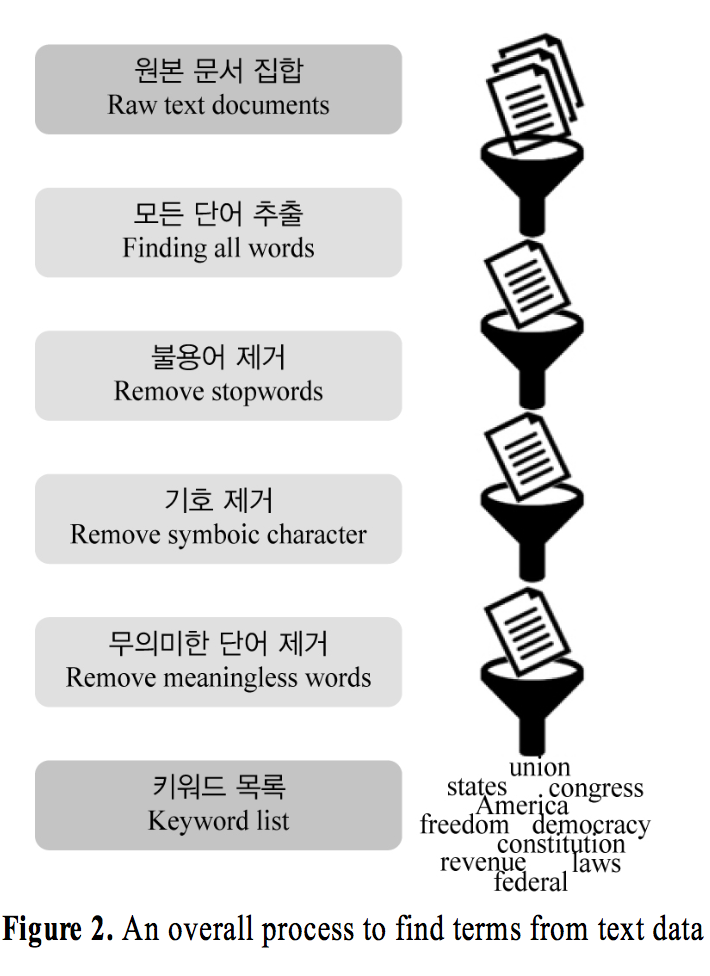 원본 문서 집합
Raw text documents
모든 단어 추출
Finding all words
불용어 제거
Remove stopwords
기호 제거
Remove symboic character
무의미한 단어 제거
Remove meaningless words
키워드 목록
Keyword list
union
states congress
America
freedom democracy
constitution
revenue laws
federal
Figure 2. An overall process to find terms from text data